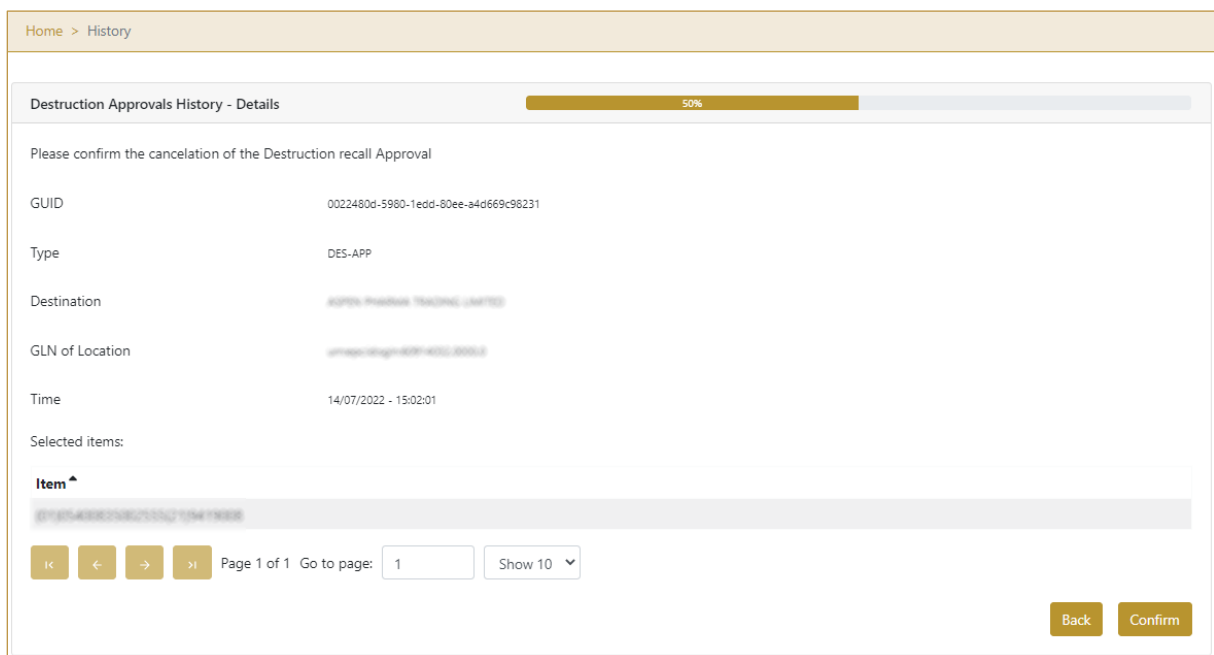 Home > History
Destruction Approvals History - Details
50%
Please confirm the cancelation of the Destruction recall Approval
GUID 0022480d-5980-1edd-80ee-a4d669c98231
Type DES-APP
Destination
GLN of Location
Time 14/07/2022 - 15:02:01
Selected items:
Item
Page 1 of 1 Go to page: 1 Show 10
Back Confirm